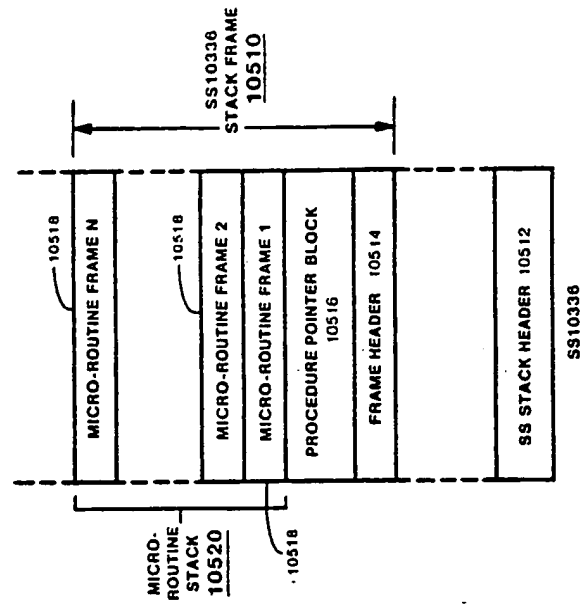 SS10336
STACK FRAME
10510
10518
MICRO-ROUTINE FRAME N
10518
MICRO-ROUTINE FRAME 2
MICRO-ROUTINE FRAME 1
PROCEDURE POINTER BLOCK
10516
FRAME HEADER 10514
SS STACK HEADER 10512
MICRO-
ROUTINE
STACK
10520
10518
SS10336